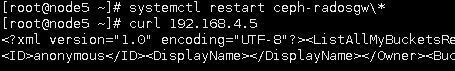 [root@node5 ~]# systemctl restart ceph-radosgw\*
[root@node5 ~]# curl 192.168.4.5
<?xml version="1.0" encoding="UTF-8"?><ListAllMyBucketsRe
<ID>anonymous</ID><DisplayName></DisplayName></Owner><Buc